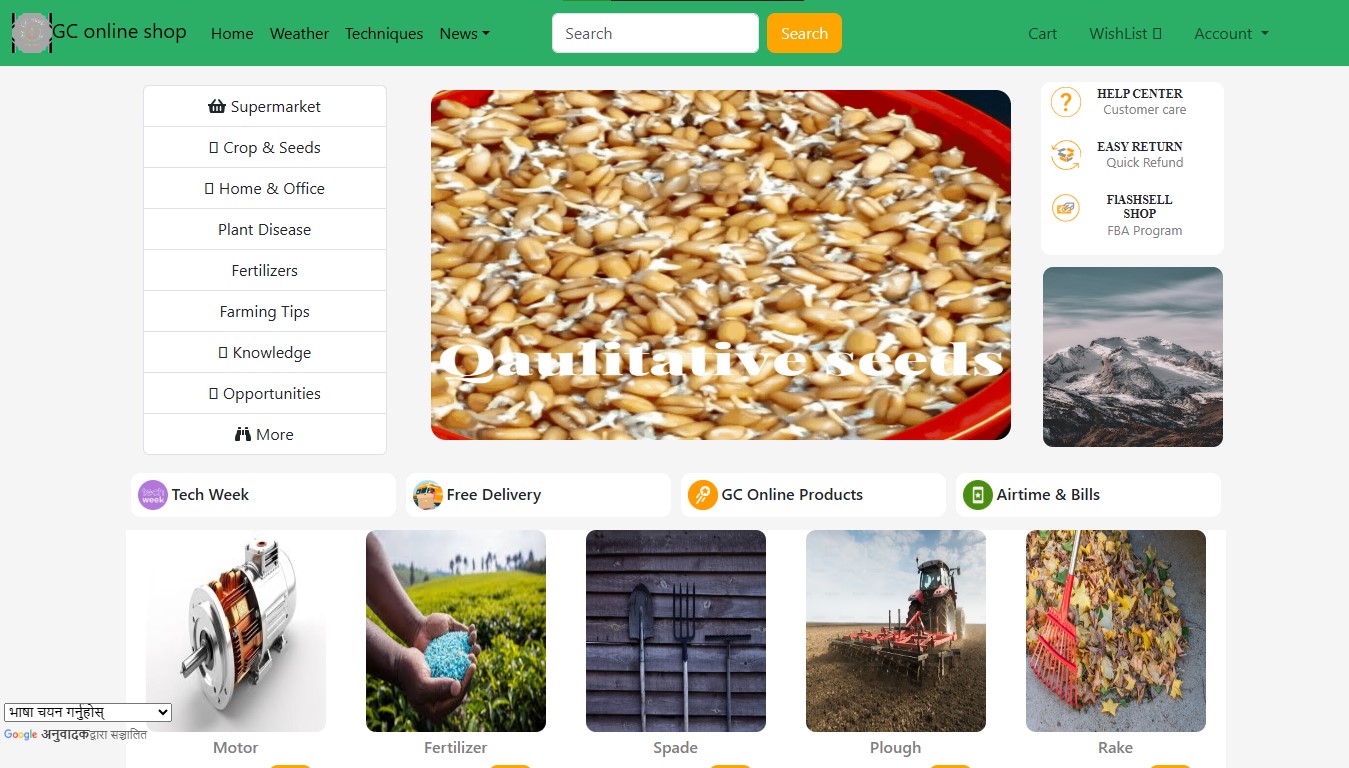 GC online shop
Home
Weather
Techniques
News
Search
Search
Cart
WishList
Account
Supermarket
Crop & Seeds
Home & Office
Plant Disease
Fertilizers
Farming Tips
Knowledge
Opportunities
More
Qaulitative seeds
HELP CENTER
Customer care
EASY RETURN
Quick Refund
FlASHSELL
SHOP
FBA Program
tech
week
Tech Week
Free Delivery
GC Online Products
Airtime & Bills
Motor
Fertilizer
Spade
Plough
Rake
भाषा चयन गर्नुहोस्
Google अनुवादकद्वारा सञ्चालित